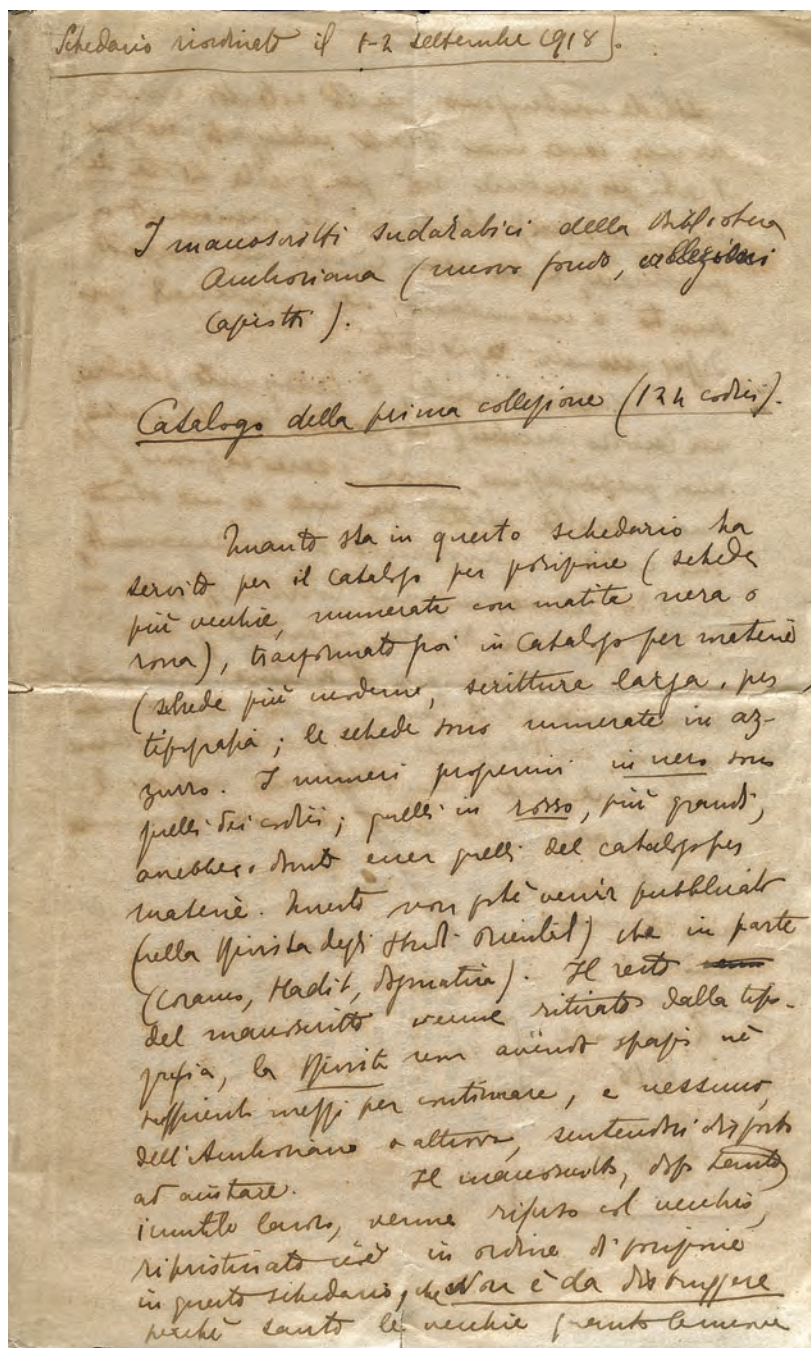 Schedario riordinato il 1-2 settembre 1918.
I manoscritti sudarabici della Biblioteca
Ambrosiana (nuovo fondo, collezioni
Caprotti).
Catalogo della prima collezione (124 codici).
Quanto sta in questo schedario ha
servito per il catalogo per posizione (schede
più vecchie, numerate con matita nera o
rossa), trasformato poi in catalogo per materie
(schede più moderne, scrittura larga, per
tipografia; le schede sono numerate in az-
zurro. I numeri progressivi in nero sono
quelli dei codici; quelli in rosso, più grandi,
avrebbero dovuto esser quelli del catalogo per
materie. Questo non potè venir pubblicato
(nella Rivista degli Studi Orientali) che in parte
(Corano, Hadit, dogmatica). Il resto
del manoscritto venne ritirato dalla tipo-
grafia, la Rivista non avendo spazio nè
sufficienti mezzi per continuare, e nessuno,
dell'Ambrosiana o altrove, sentendosi disposto
ad aiutare. Il manoscritto, dopo tanto
inutile lavoro, venne rifuso col vecchio,
ripristinato cioè in ordine di posizione
in questo schedario, che non è da distruggere
perchè tanto le vecchie quanto le nuove